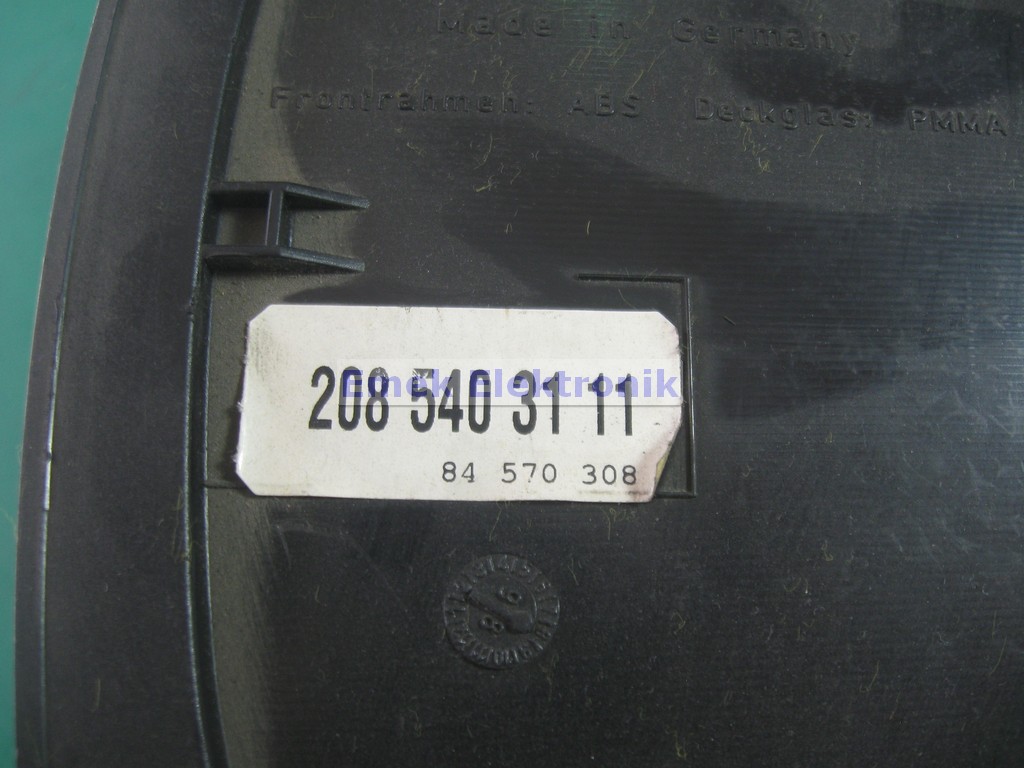 Made in Germany
Frontrahmen: ABS Deckglas: PMMA
208 540 31 11
Emek Elektronik
84 570 308